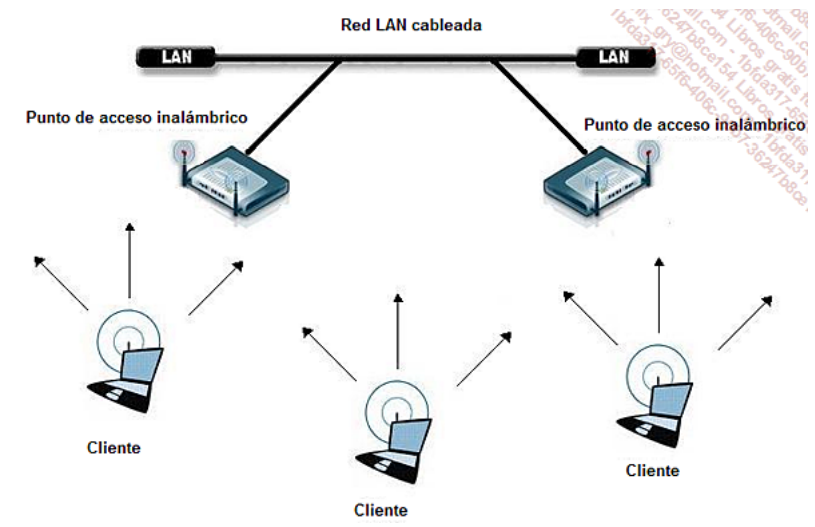 Red LAN cableada
LAN
LAN
Punto de acceso inalámbrico
Punto de acceso inalámbrico
Cliente
Cliente
Cliente